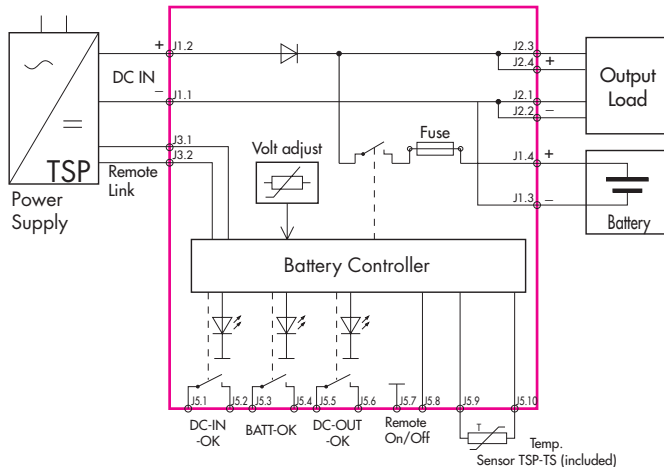 +
J1.2
J2.3
J2.4
+
DC IN
Output
Load
–
J1.1
J2.1
J2.2
–
J3.1
J3.2
TSP
Remote
Link
Power
Supply
Volt adjust
Fuse
J1.4
+
J1.3
–
Battery
Battery Controller
J5.1
J5.2
J5.3
J5.4
J5.5
J5.6
J5.7
J5.8
J5.9
J5.10
DC-IN
-OK
BATT-OK
DC-OUT
-OK
Remote
On/Off
T
Temp.
Sensor TSP-TS (included)